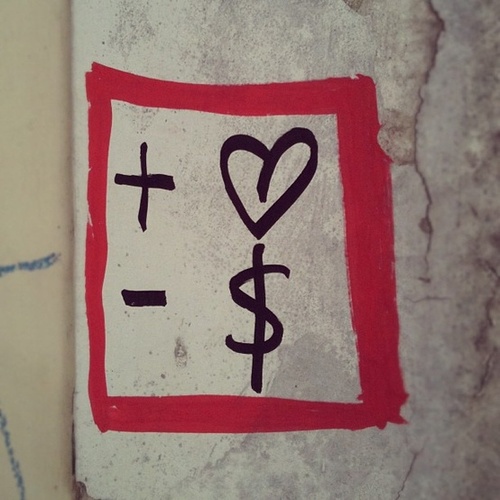 + ♡
- $